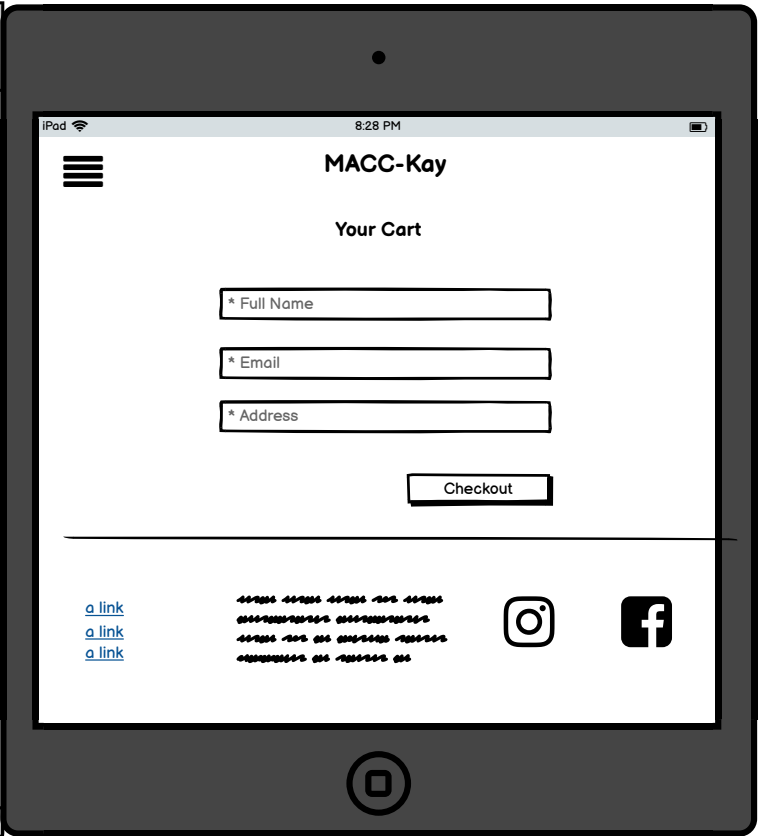 iPad 8:28 PM
MACC-Kay
Your Cart
* Full Name
* Email
* Address
Checkout
a link
a link
a link